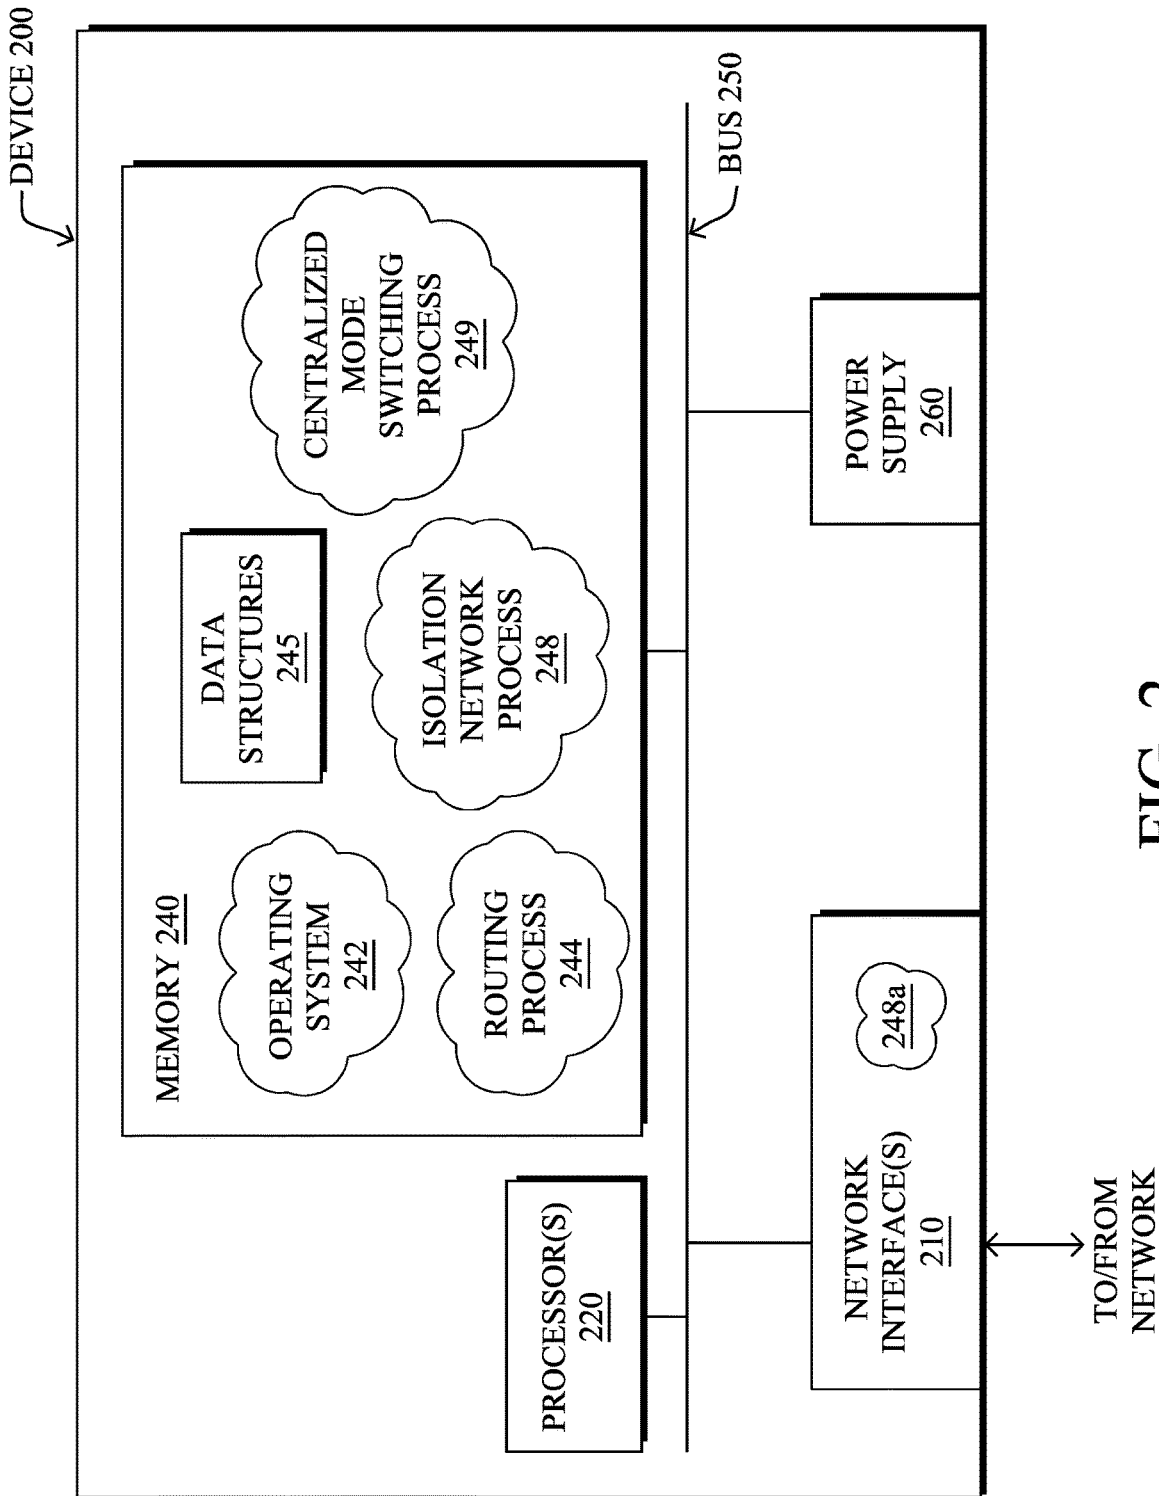 DEVICE 200
MEMORY 240
OPERATING
SYSTEM
242
ROUTING
PROCESS
244
DATA
STRUCTURES
245
ISOLATION
NETWORK
PROCESS
248
CENTRALIZED
MODE
SWITCHING
PROCESS
249
PROCESSOR(S)
220
BUS 250
NETWORK
INTERFACE(S)
210
248a
POWER
SUPPLY
260
TO/FROM
NETWORK
FIG. 2